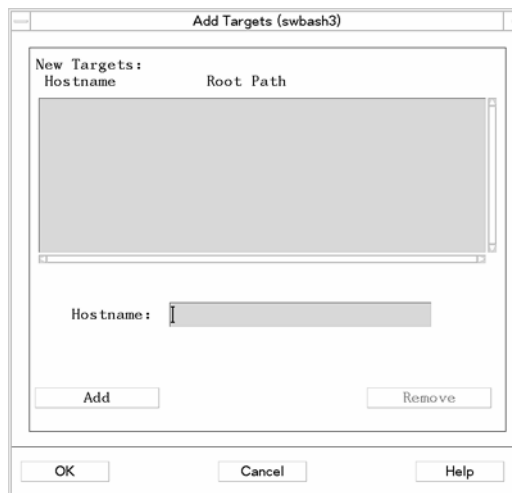 Add Targets (swbash3)
New Targets:
Hostname Root Path
Hostname:
Add Remove
OK Cancel Help